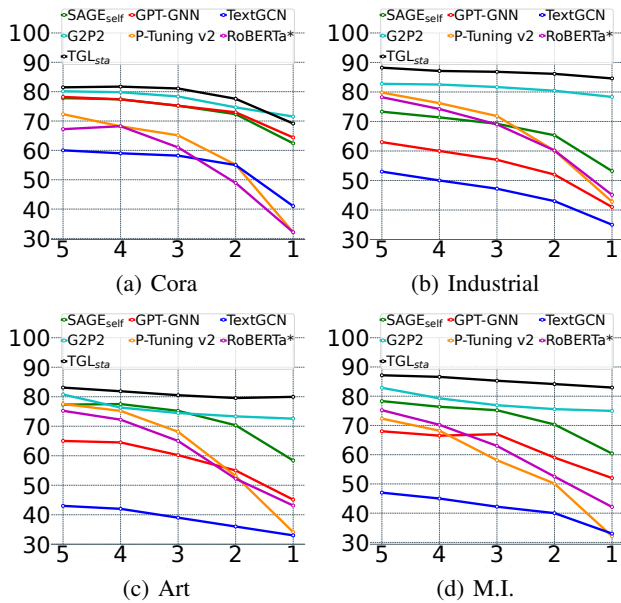 SAGEself GPT-GNN TextGCN
G2P2 P-Tuning v2 RoBERTa*
TGLsta
100
90
80
70
60
50
40
30
5 4 3 2 1
(a) Cora
SAGEself GPT-GNN TextGCN
G2P2 P-Tuning v2 RoBERTa*
TGLsta
100
90
80
70
60
50
40
30
5 4 3 2 1
(b) Industrial
SAGEself GPT-GNN TextGCN
G2P2 P-Tuning v2 RoBERTa*
TGLsta
100
90
80
70
60
50
40
30
5 4 3 2 1
(c) Art
SAGEself GPT-GNN TextGCN
G2P2 P-Tuning v2 RoBERTa*
TGLsta
100
90
80
70
60
50
40
30
5 4 3 2 1
(d) M.I.